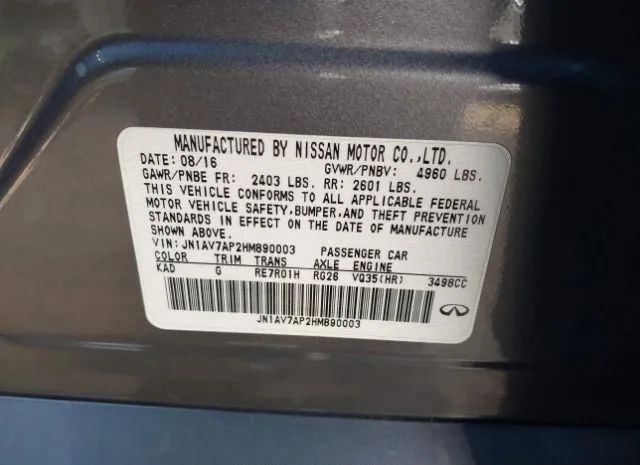 MANUFACTURED BY NISSAN MOTOR CO.,LTD.
DATE: 08/16 GVWR/PNBV: 4960 LBS.
GAWR/PNBE FR: 2403 LBS. RR: 2601 LBS.
THIS VEHICLE CONFORMS TO ALL APPLICABLE FEDERAL
MOTOR VEHICLE SAFETY,BUMPER,AND THEFT PREVENTION
STANDARDS IN EFFECT ON THE DATE OF MANUFACTURE
SHOWN ABOVE.
VIN: JN1AV7AP2HM890003 PASSENGER CAR
COLOR TRIM TRANS AXLE ENGINE
KAD G RE7R01H RG26 VQ35(HR) 3498CC
JN1AV7AP2HM890003